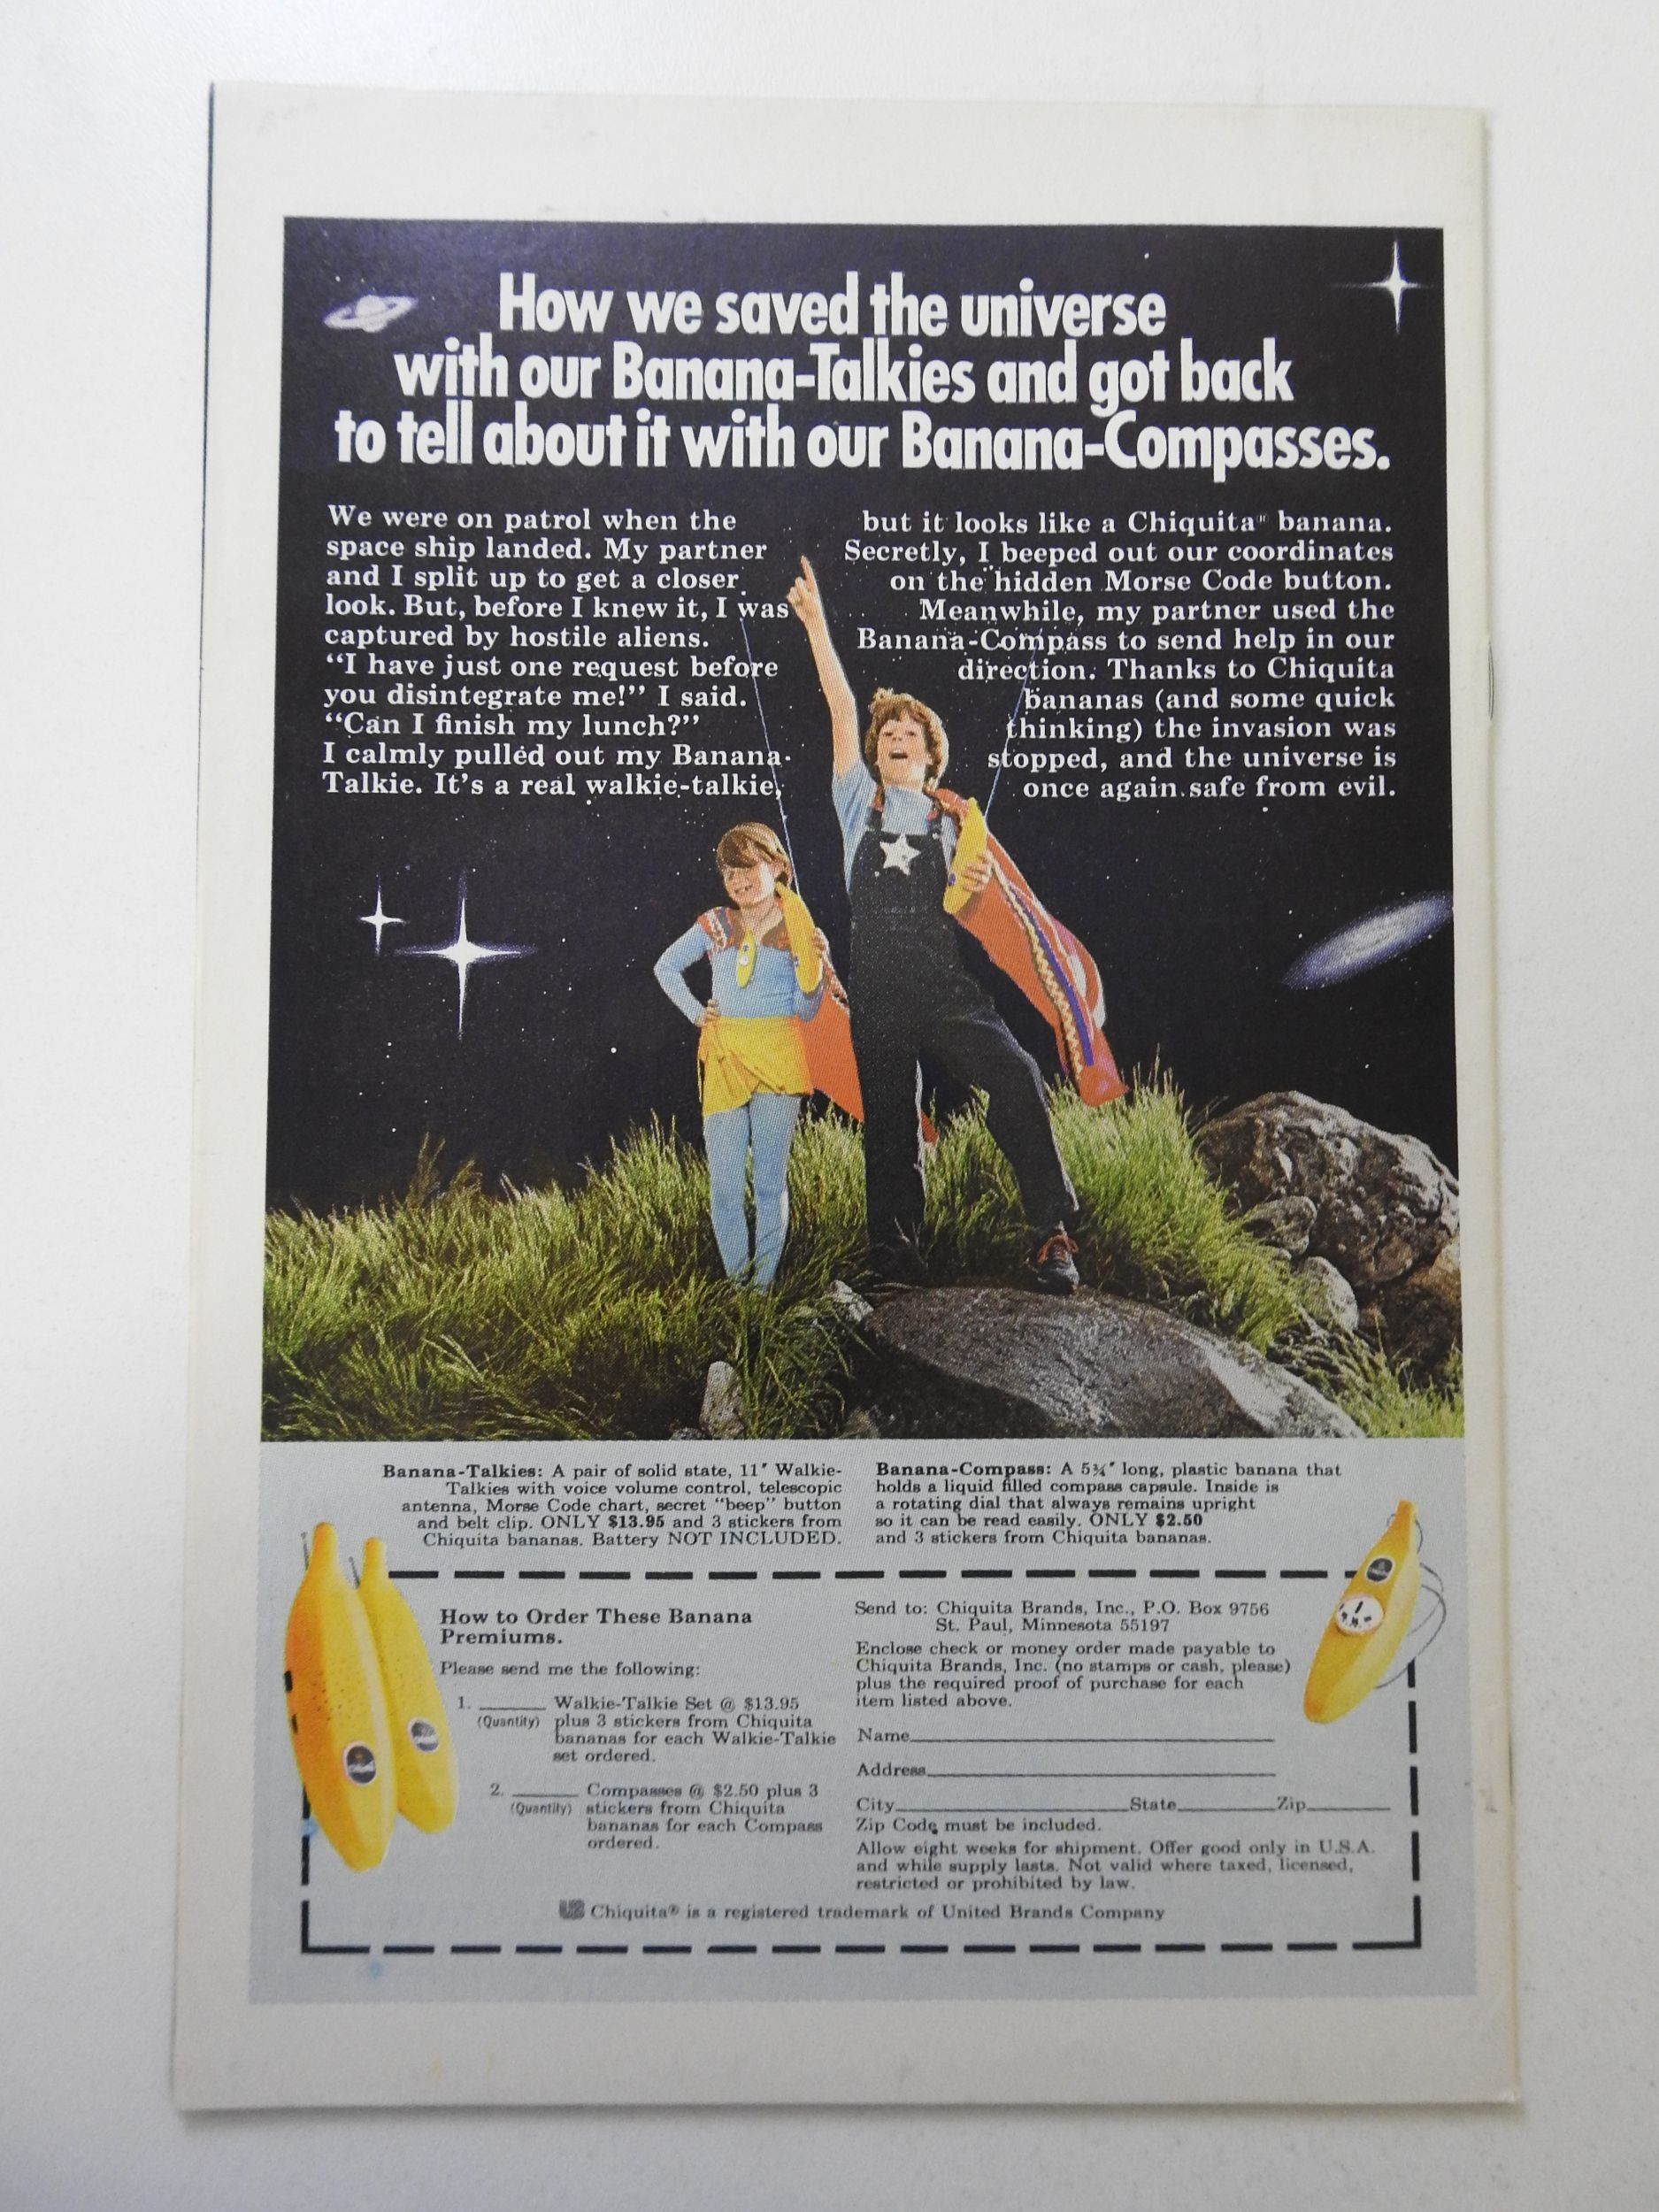 How we saved the universe
with our Banana-Talkies and got back
to tell about it with our Banana-Compasses.
We were on patrol when the
space ship landed. My partner
and I split up to get a closer
look. But, before I knew it, I was
captured by hostile aliens.
“I have just one request before
you disintegrate me!” I said.
“Can I finish my lunch?”
I calmly pulled out my Banana-
Talkie. It’s a real walkie-talkie,
but it looks like a Chiquita® banana.
Secretly, I beeped out our coordinates
on the hidden Morse Code button.
Meanwhile, my partner used the
Banana-Compass to send help in our
direction. Thanks to Chiquita
bananas (and some quick
thinking) the invasion was
stopped, and the universe is
once again safe from evil.
Banana-Talkies: A pair of solid state, 11″ Walkie-
Talkies with voice volume control, telescopic
antenna, Morse Code chart, secret “beep” button
and belt clip. ONLY $13.95 and 3 stickers from
Chiquita bananas. Battery NOT INCLUDED.
Banana-Compass: A 5¾″ long, plastic banana that
holds a liquid filled compass capsule. Inside is
a rotating dial that always remains upright
so it can be read easily. ONLY $2.50
and 3 stickers from Chiquita bananas.
How to Order These Banana
Premiums.
Please send me the following:
1. ______ Walkie-Talkie Set @ $13.95
(Quantity) plus 3 stickers from Chiquita
bananas for each Walkie-Talkie
set ordered.
2. ______ Compasses @ $2.50 plus 3
(Quantity) stickers from Chiquita
bananas for each Compass
ordered.
Send to: Chiquita Brands, Inc., P.O. Box 9756
St. Paul, Minnesota 55197
Enclose check or money order made payable to
Chiquita Brands, Inc. (no stamps or cash, please)
plus the required proof of purchase for each
item listed above.
Name
Address
City State Zip
Zip Code must be included.
Allow eight weeks for shipment. Offer good only in U.S.A.
and while supply lasts. Not valid where taxed, licensed,
restricted or prohibited by law.
Chiquita® is a registered trademark of United Brands Company